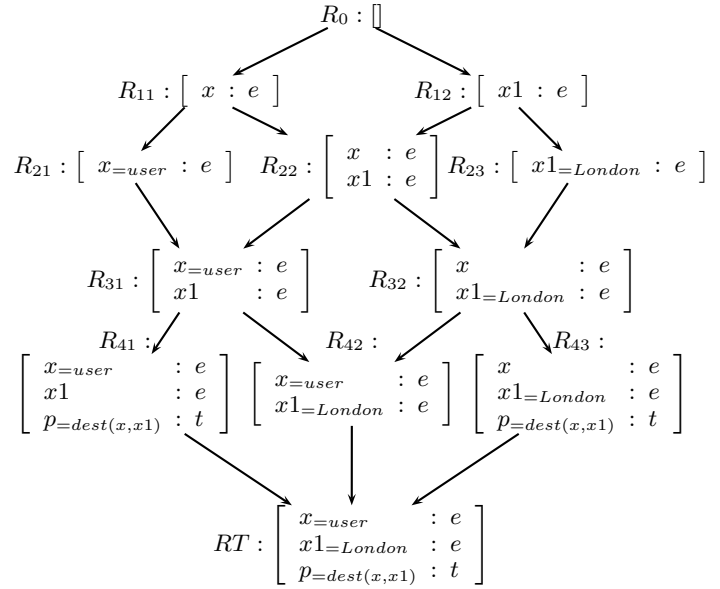 R0 : []
R11 : [ x : e ]
R12 : [ x1 : e ]
R21 : [ x=user : e ]
R22 : [ x : e
x1 : e ]
R23 : [ x1=London : e ]
R31 : [ x=user : e
x1 : e ]
R32 : [ x : e
x1=London : e ]
R41 :
[ x=user : e
x1 : e
p=dest(x,x1) : t ]
R42 :
[ x=user : e
x1=London : e ]
R43 :
[ x : e
x1=London : e
p=dest(x,x1) : t ]
RT : [ x=user : e
x1=London : e
p=dest(x,x1) : t ]